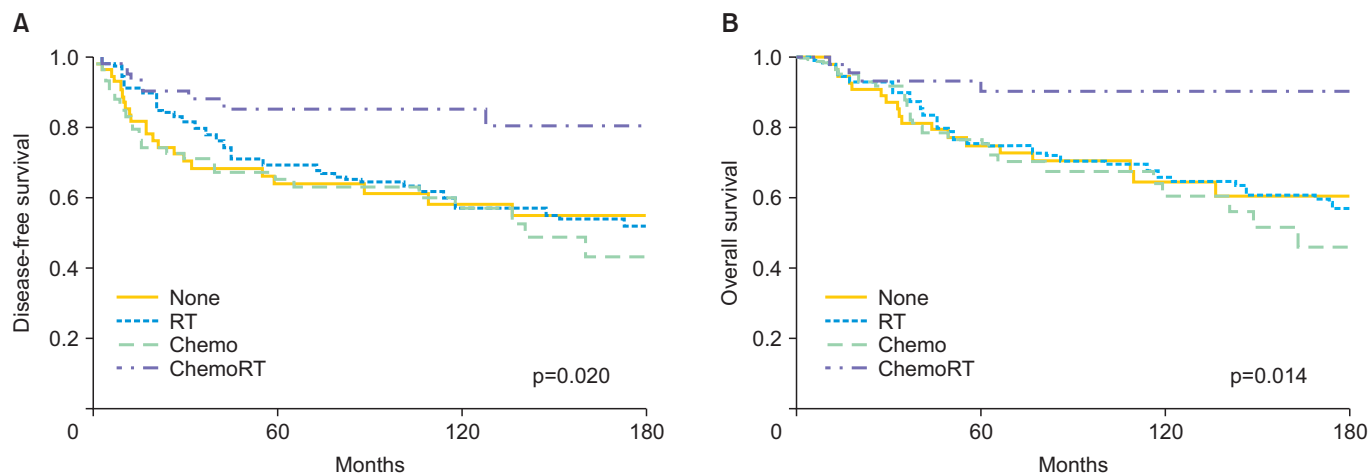 A
1.0
0.8
0.6
0.4
0.2
0
60
120
180
Disease-free survival
Months
None
RT
Chemo
ChemoRT
p=0.020
B
1.0
0.8
0.6
0.4
0.2
0
60
120
180
Overall survival
Months
None
RT
Chemo
ChemoRT
p=0.014